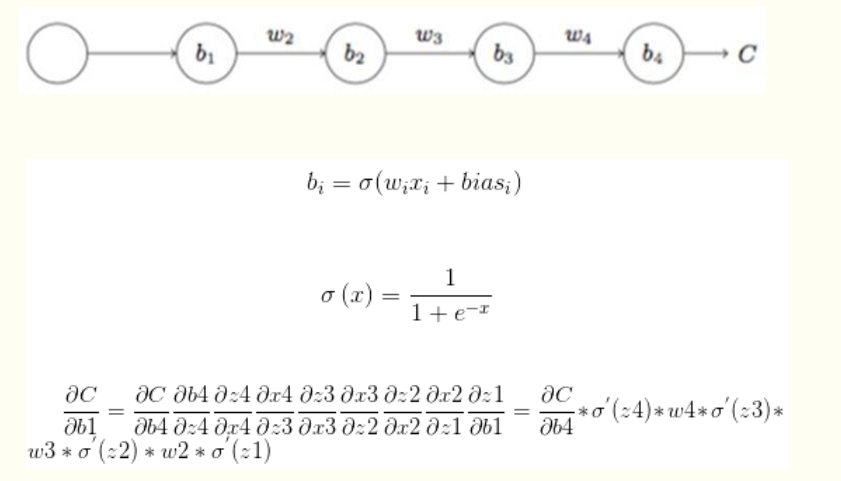 b₁ w₂ b₂ w₃ b₃ w₄ b₄ C
bᵢ = σ(wᵢxᵢ + biasᵢ)
σ (x) = 1 / (1 + e^{-x})
∂C/∂b1 = ∂C/∂b4 ∂b4/∂z4 ∂z4/∂x4 ∂x4/∂z3 ∂z3/∂x3 ∂x3/∂z2 ∂z2/∂x2 ∂x2/∂z1 ∂z1/∂b1 = ∂C/∂b4 *σ′(z4)*w4*σ′(z3)*
w3 * σ′(z2) * w2 * σ′(z1)